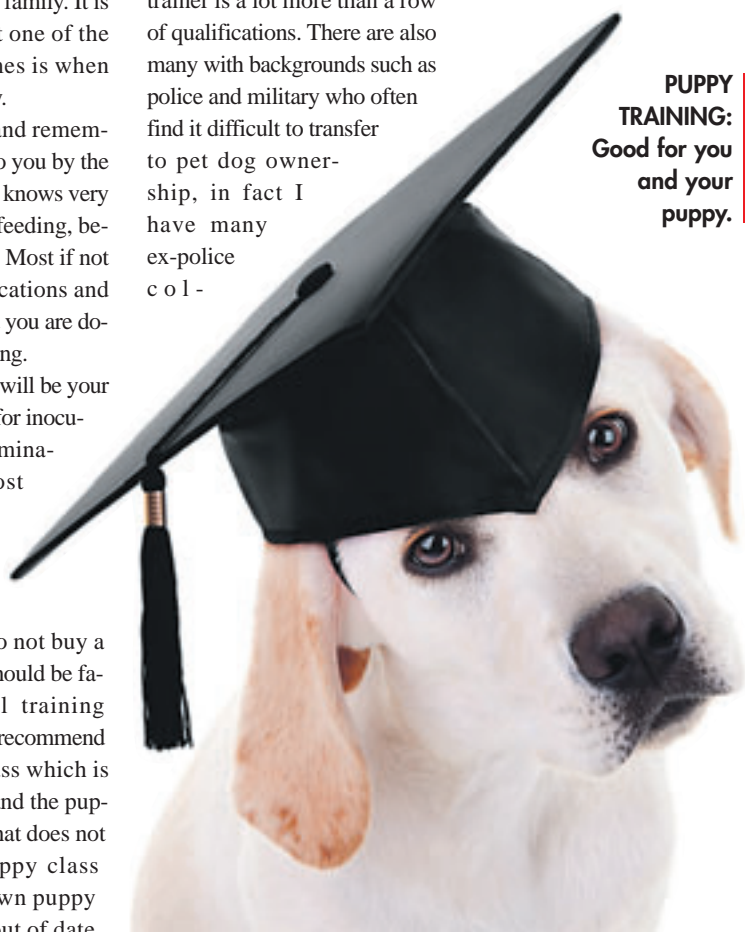 family. It is
t one of the
nes is when
y.
and remem-
o you by the
knows very
feeding, be-
Most if not
cations and
you are do-
ng.
will be your
for inocu-
mina-
ost
o not buy a
hould be fa-
l training
recommend
ass which is
nd the pup-
hat does not
ppy class
wn puppy
out of date
trainer is a lot more than a row
of qualifications. There are also
many with backgrounds such as
police and military who often
find it difficult to transfer
to pet dog owner-
ship, in fact I
have many
ex-police
col-
PUPPY
TRAINING:
Good for you
and your
puppy.